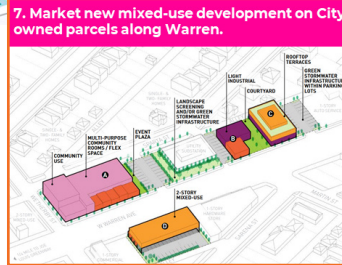 7. Market new mixed-use development on City
owned parcels along Warren.
ROOFTOP
TERRACES
GREEN
STORMWATER
INFRASTRUCTURE
WITHIN PARKING
LOTS
LIGHT
INDUSTRIAL
COURTYARD
LANDSCAPE
SCREENING
AND/OR GREEN
STORMWATER
INFRASTRUCTURE
EVENT
PLAZA
MULTI-PURPOSE
COMMUNITY
ROOMS / FLEX
SPACE
COMMUNITY
USE
A
B
C
2-STORY
MIXED-USE
D
W WARREN AVE